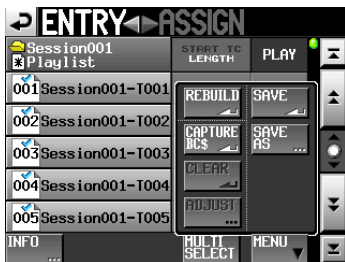 ENTRY ASSIGN
Session001
Playlist
START TC
LENGTH
PLAY
001 Session001-T001
002 Session001-T002
003 Session001-T003
004 Session001-T004
005 Session001-T005
REBUILD
SAVE
CAPTURE
BC$
SAVE
AS ...
CLEAR
ADJUST
...
INFO
...
MULTI
SELECT
MENU